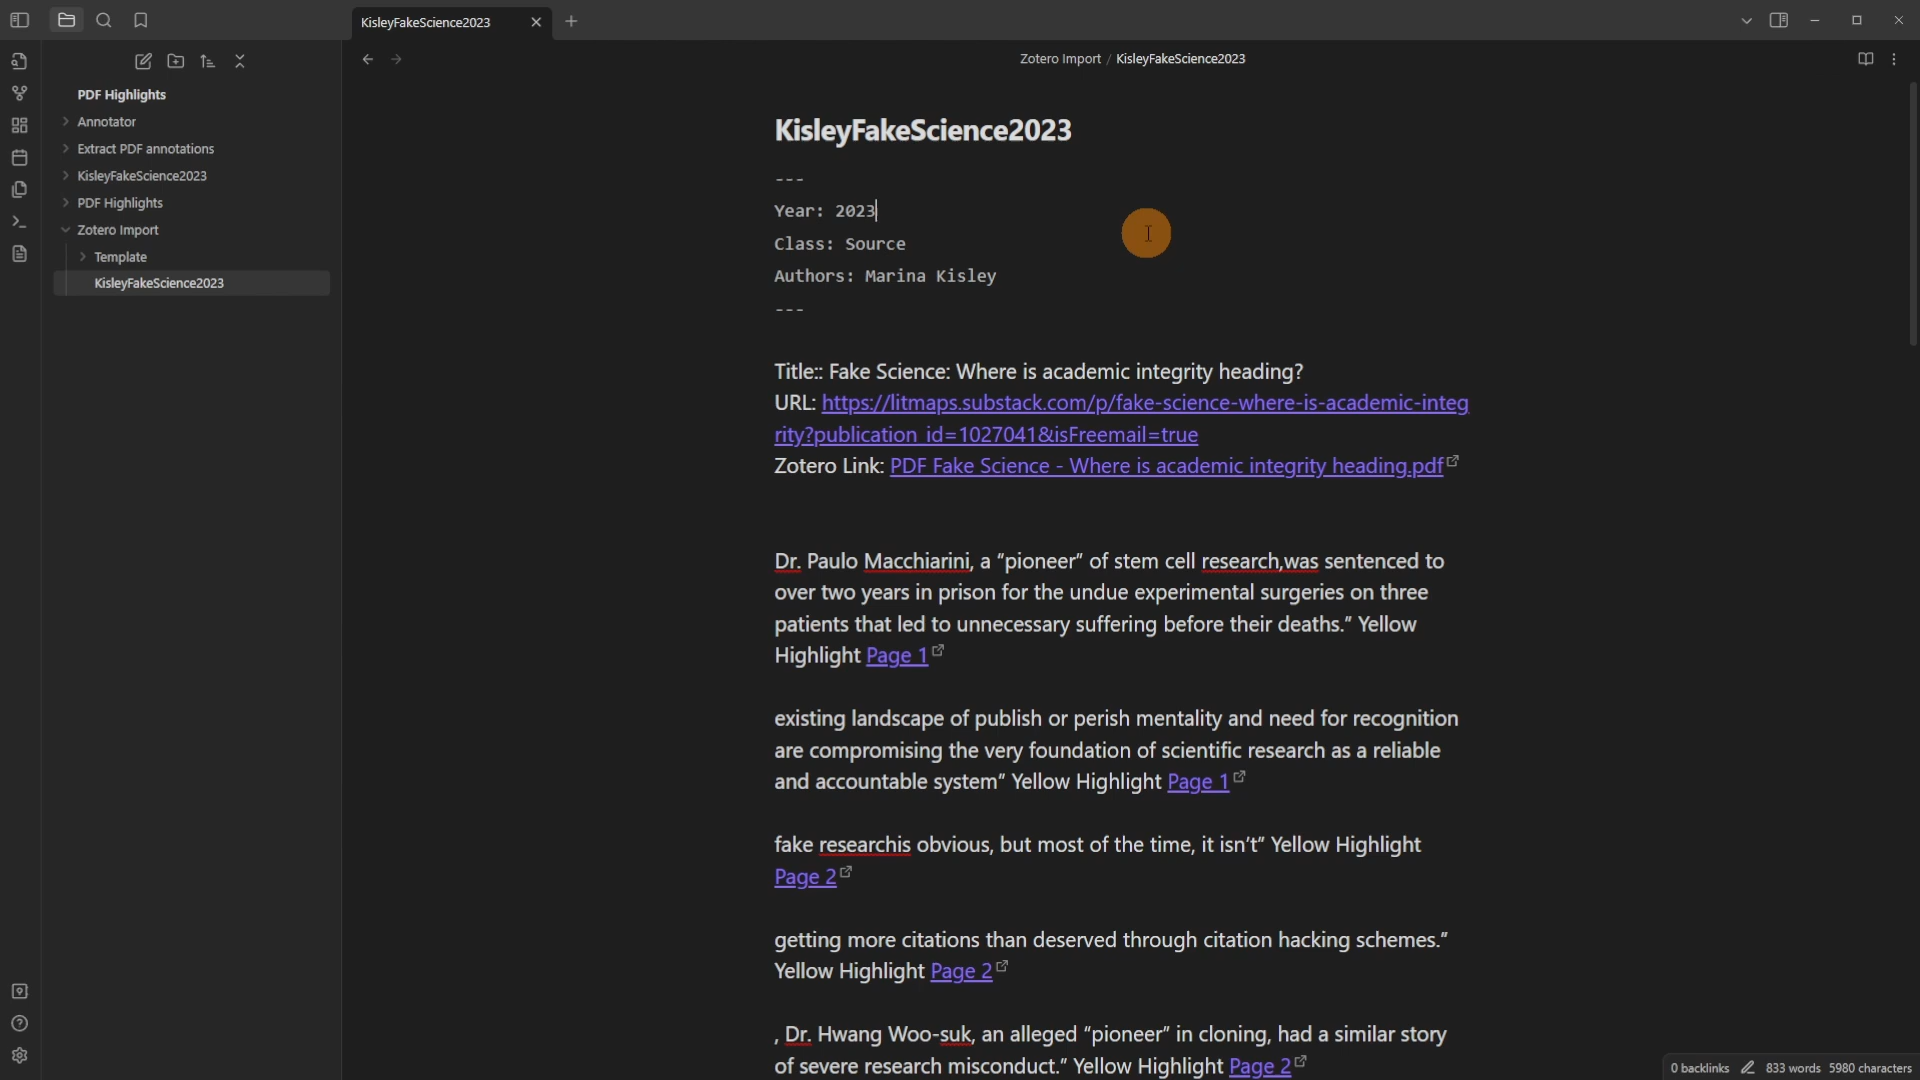 KisleyFakeScience2023
PDF Highlights
Annotator
Extract PDF annotations
KisleyFakeScience2023
PDF Highlights
Zotero Import
Template
KisleyFakeScience2023
Zotero Import / KisleyFakeScience2023
KisleyFakeScience2023
---
Year: 2023
Class: Source
Authors: Marina Kisley
---
Title:: Fake Science: Where is academic integrity heading?
URL: https://litmaps.substack.com/p/fake-science-where-is-academic-integ
rity?publication_id=1027041&isFreemail=true
Zotero Link: PDF Fake Science - Where is academic integrity heading.pdf
Dr. Paulo Macchiarini, a “pioneer” of stem cell research,was sentenced to
over two years in prison for the undue experimental surgeries on three
patients that led to unnecessary suffering before their deaths.” Yellow
Highlight Page 1
existing landscape of publish or perish mentality and need for recognition
are compromising the very foundation of scientific research as a reliable
and accountable system” Yellow Highlight Page 1
fake researchis obvious, but most of the time, it isn’t” Yellow Highlight
Page 2
getting more citations than deserved through citation hacking schemes.”
Yellow Highlight Page 2
, Dr. Hwang Woo-suk, an alleged “pioneer” in cloning, had a similar story
of severe research misconduct.” Yellow Highlight Page 2
0 backlinks 833 words 5980 characters